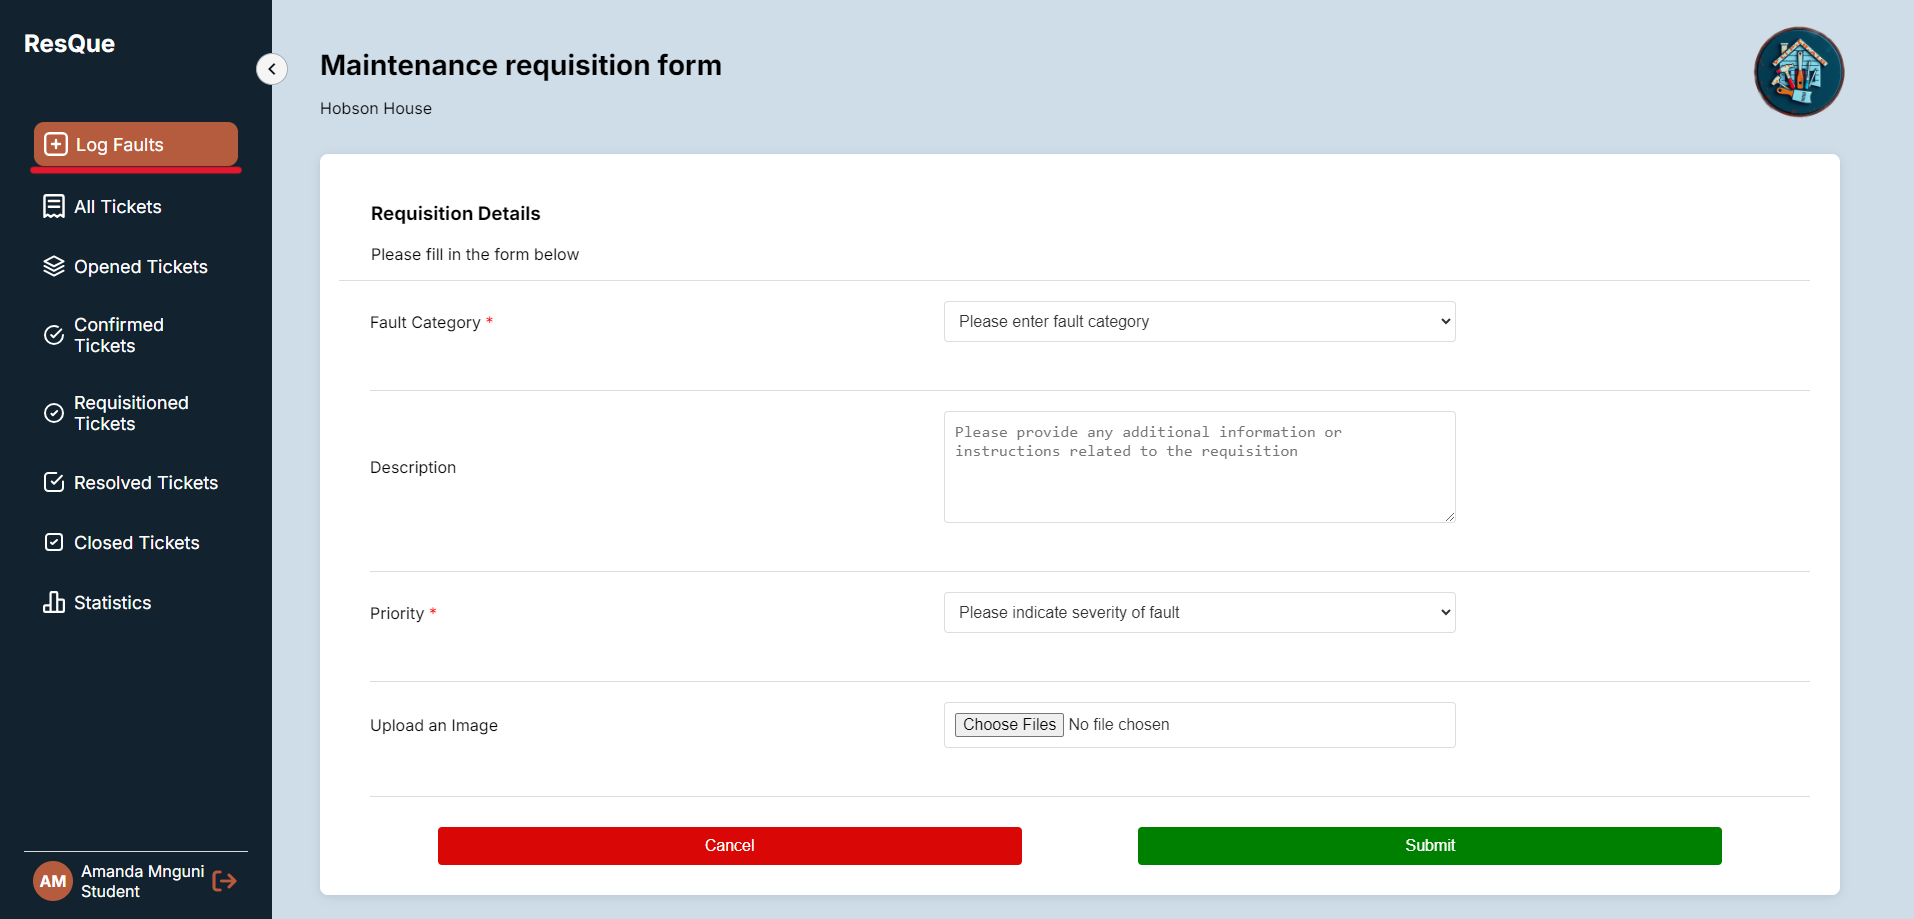 ResQue
Log Faults
All Tickets
Opened Tickets
Confirmed
Tickets
Requisitioned
Tickets
Resolved Tickets
Closed Tickets
Statistics
AM
Amanda Mnguni
Student
Maintenance requisition form
Hobson House
Requisition Details
Please fill in the form below
Fault Category *
Please enter fault category
Description
Please provide any additional information or
instructions related to the requisition
Priority *
Please indicate severity of fault
Upload an Image
Choose Files No file chosen
Cancel
Submit